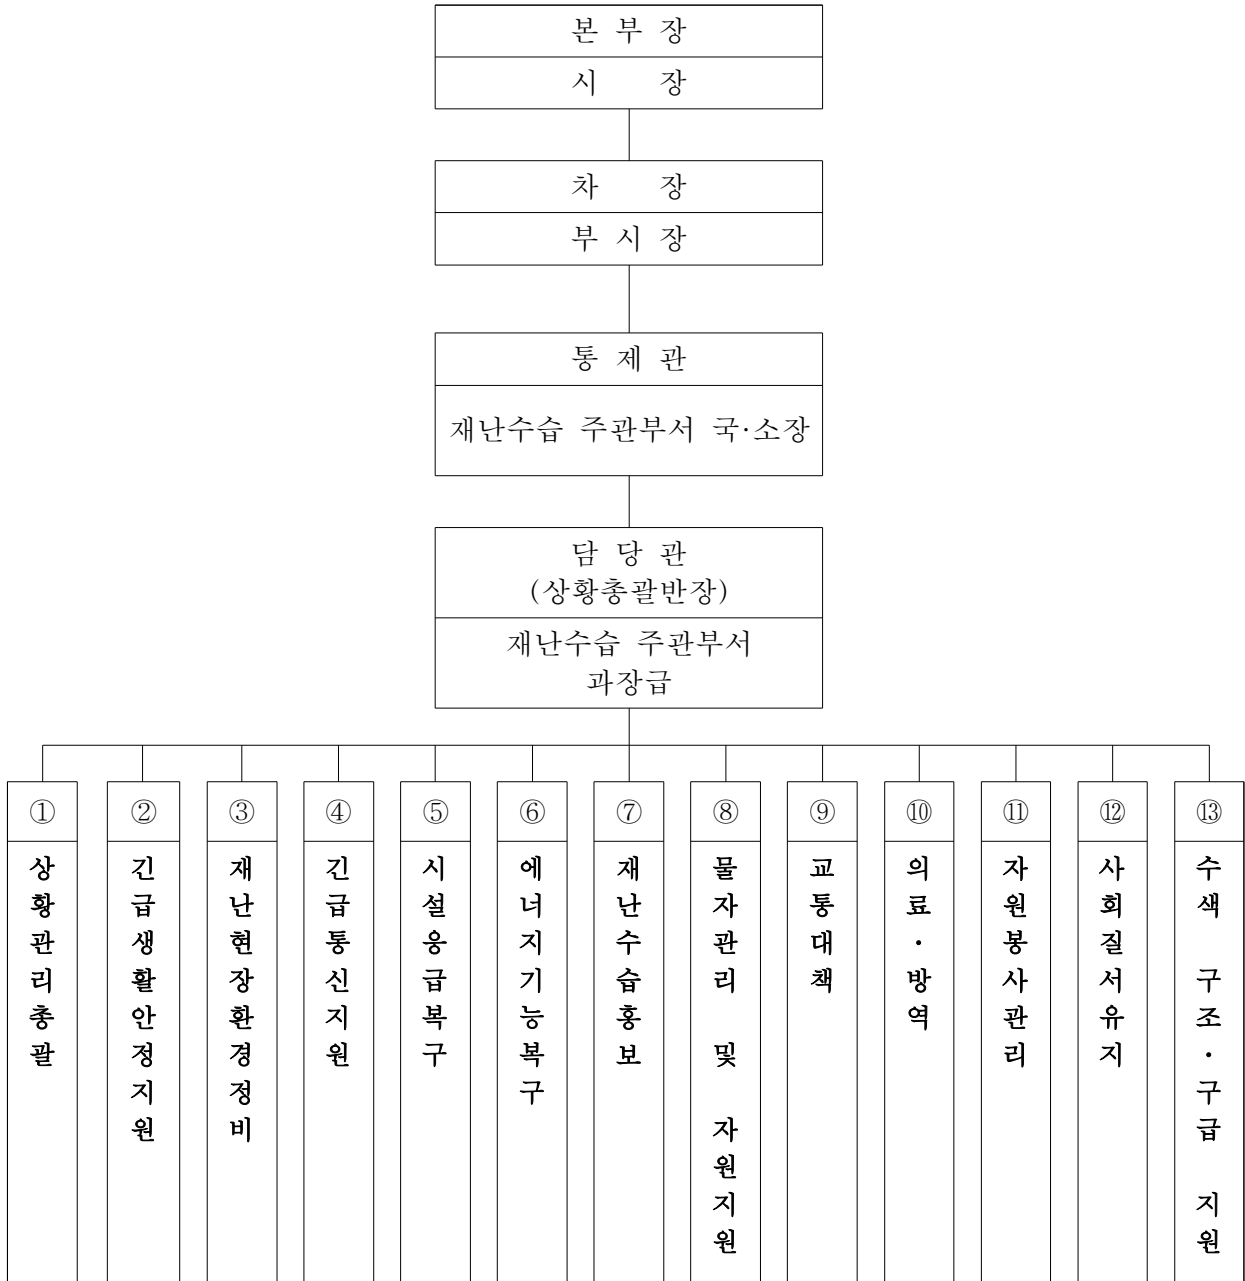 본 부 장
시 장
차 장
부 시 장
통 제 관
재난수습 주관부서 국·소장
담 당 관
(상황총괄반장)
재난수습 주관부서
과장급
①
상황관리총괄
②
긴급생활안정지원
③
재난현장환경정비
④
긴급통신지원
⑤
시설응급복구
⑥
에너지기능복구
⑦
재난수습홍보
⑧
물자관리 및 자원지원
⑨
교통대책
⑩
의료·방역
⑪
자원봉사관리
⑫
사회질서유지
⑬
수색 구조·구급 지원